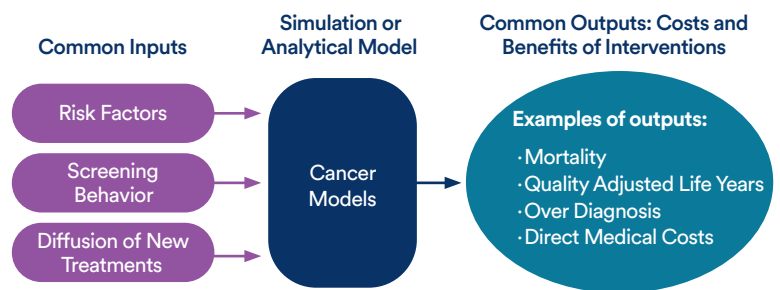 Common Inputs
Risk Factors
Screening
Behavior
Diffusion of New
Treatments
Simulation or
Analytical Model
Cancer
Models
Common Outputs: Costs and
Benefits of Interventions
Examples of outputs:
·Mortality
·Quality Adjusted Life Years
·Over Diagnosis
·Direct Medical Costs